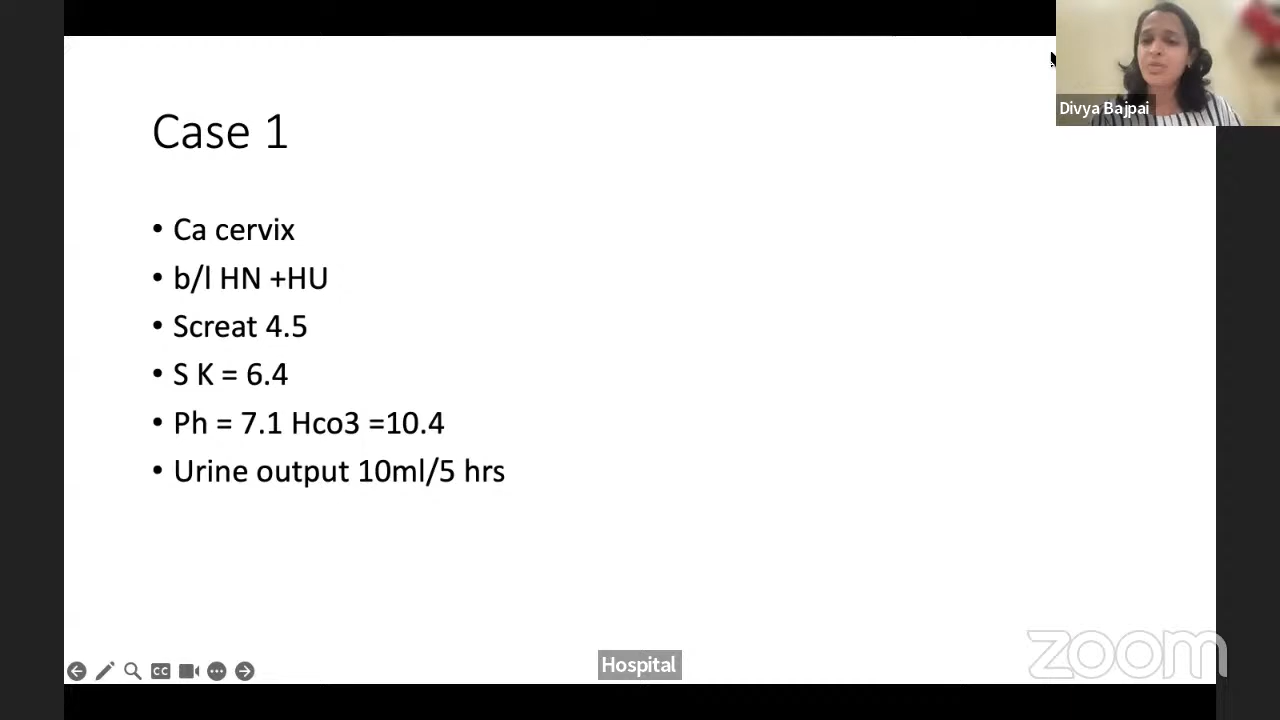 Divya Bajpai
Case 1
• Ca cervix
• b/l HN +HU
• Screat 4.5
• S K = 6.4
• Ph = 7.1 Hco3 =10.4
• Urine output 10ml/5 hrs
CC
Hospital
zoom